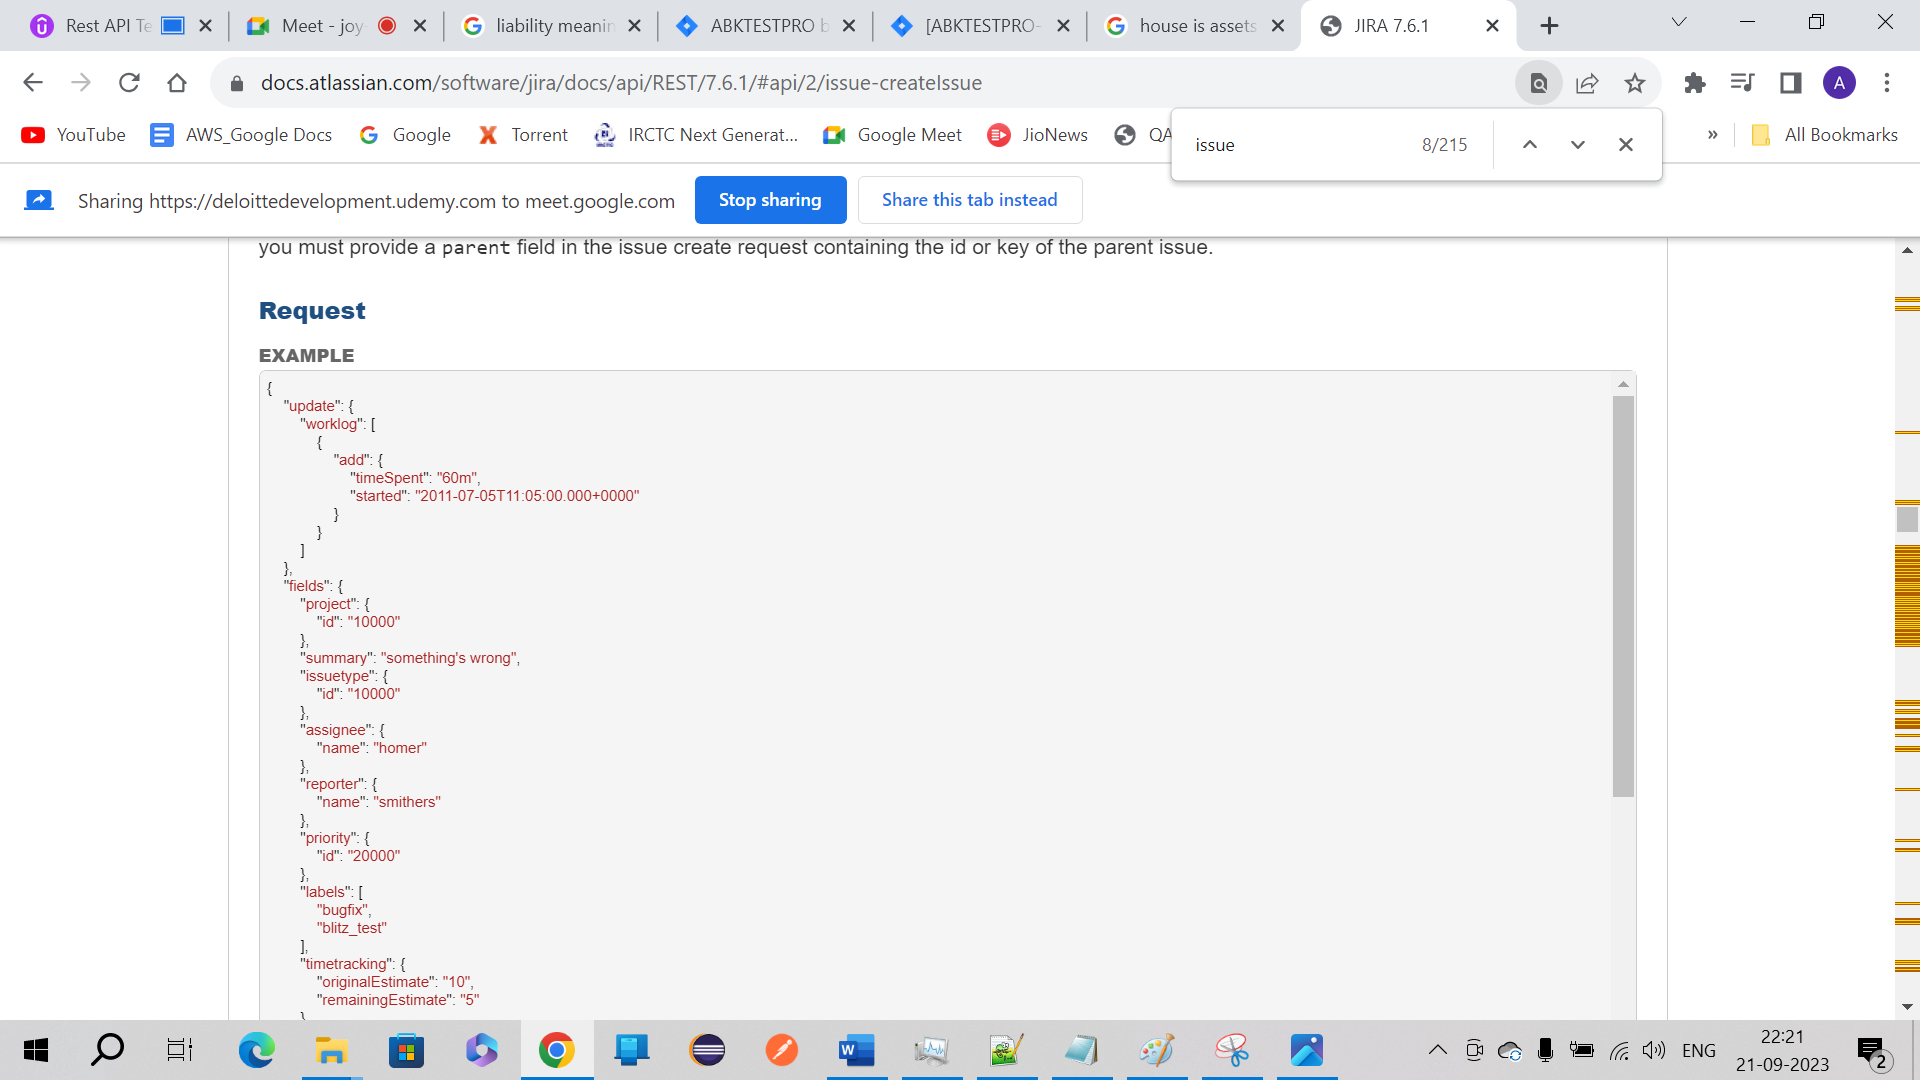 Rest API Te
Meet - joy
liability meanin
ABKTESTPRO b
[ABKTESTPRO-
house is assets
JIRA 7.6.1
docs.atlassian.com/software/jira/docs/api/REST/7.6.1/#api/2/issue-createIssue
A
YouTube
AWS_Google Docs
Google
Torrent
IRCTC Next Generat...
Google Meet
JioNews
QA
»
All Bookmarks
issue
8/215
Sharing https://deloittedevelopment.udemy.com to meet.google.com
Stop sharing
Share this tab instead
you must provide a parent field in the issue create request containing the id or key of the parent issue.
Request
EXAMPLE
{
"update": {
"worklog": [
{
"add": {
"timeSpent": "60m",
"started": "2011-07-05T11:05:00.000+0000"
}
}
]
},
"fields": {
"project": {
"id": "10000"
},
"summary": "something's wrong",
"issuetype": {
"id": "10000"
},
"assignee": {
"name": "homer"
},
"reporter": {
"name": "smithers"
},
"priority": {
"id": "20000"
},
"labels": [
"bugfix",
"blitz_test"
],
"timetracking": {
"originalEstimate": "10",
"remainingEstimate": "5"
}
ENG
22:21
21-09-2023
2